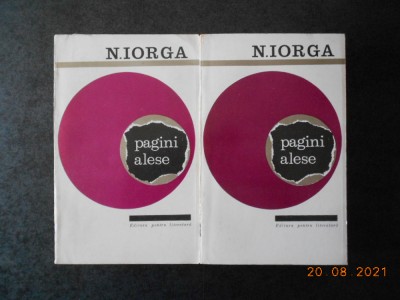 N.IORGA
pagini
alese
Editura pentru literatură
N.IORGA
pagini
alese
Editura pentru literatură
20.08.2021